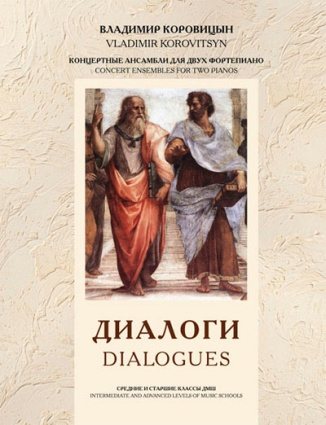 ВЛАДИМИР КОРОВИЦЫН
VLADIMIR KOROVITSYN
КОНЦЕРТНЫЕ АНСАМБЛИ ДЛЯ ДВУХ ФОРТЕПИАНО
CONCERT ENSEMBLES FOR TWO PIANOS
ДИАЛОГИ
DIALOGUES
СРЕДНИЕ И СТАРШИЕ КЛАССЫ ДМШ
INTERMEDIATE AND ADVANCED LEVELS OF MUSIC SCHOOLS